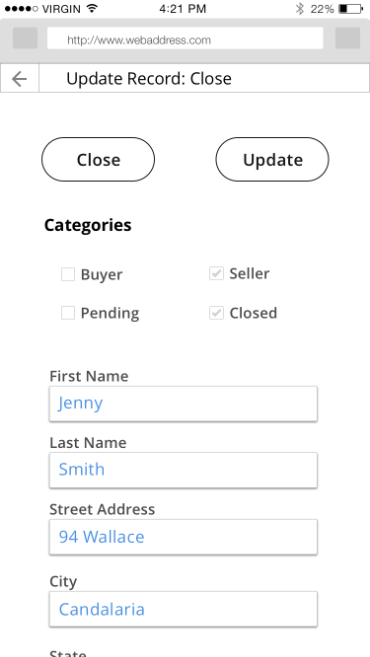 VIRGIN 4:21 PM 22%
http://www.webaddress.com
Update Record: Close
Close Update
Categories
Buyer Seller
Pending Closed
First Name
Jenny
Last Name
Smith
Street Address
94 Wallace
City
Candalaria
State